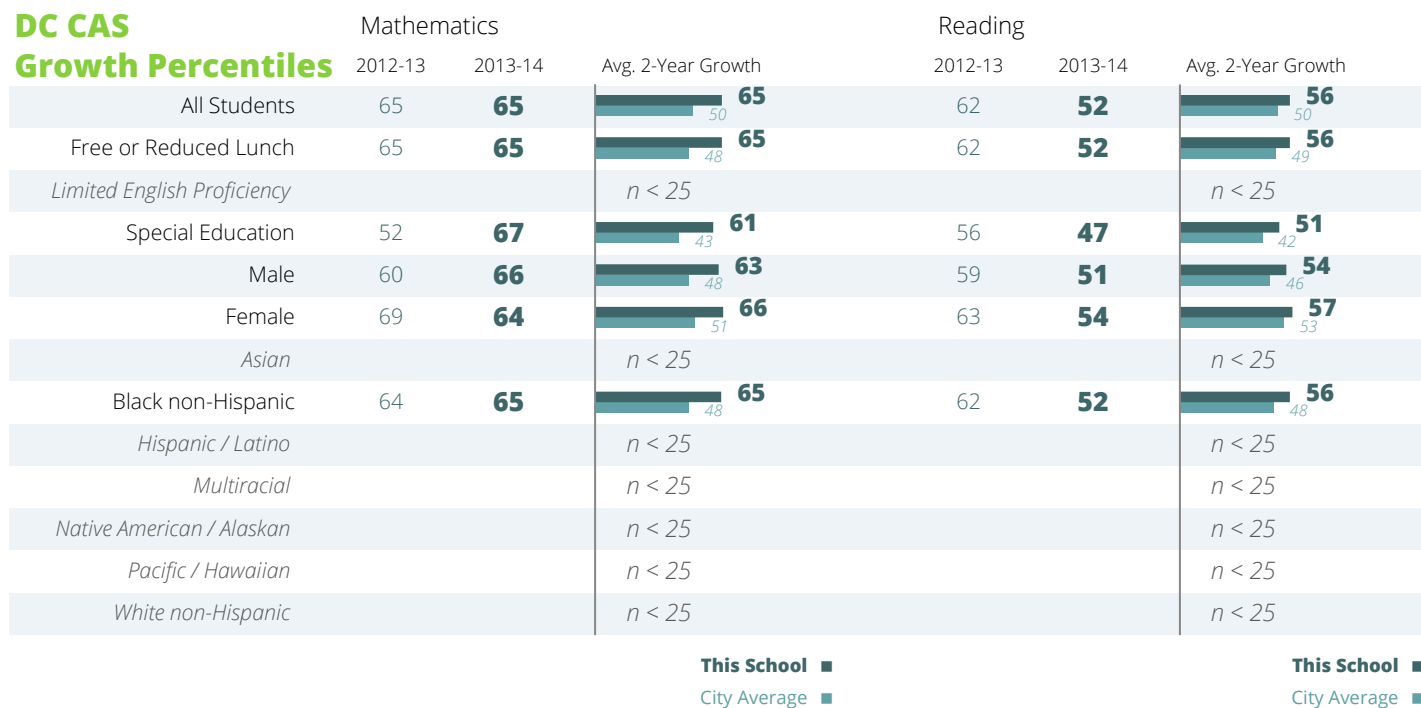 DC CAS
Growth Percentiles
Mathematics
Reading
2012-13 2013-14 Avg. 2-Year Growth 2012-13 2013-14 Avg. 2-Year Growth
All Students 65 65 65 50 62 52 56 50
Free or Reduced Lunch 65 65 65 48 62 52 56 49
Limited English Proficiency n < 25 n < 25
Special Education 52 67 61 43 56 47 51 42
Male 60 66 63 48 59 51 54 46
Female 69 64 66 51 63 54 57 53
Asian n < 25 n < 25
Black non-Hispanic 64 65 65 48 62 52 56 48
Hispanic / Latino n < 25 n < 25
Multiracial n < 25 n < 25
Native American / Alaskan n < 25 n < 25
Pacific / Hawaiian n < 25 n < 25
White non-Hispanic n < 25 n < 25
This School This School
City Average City Average